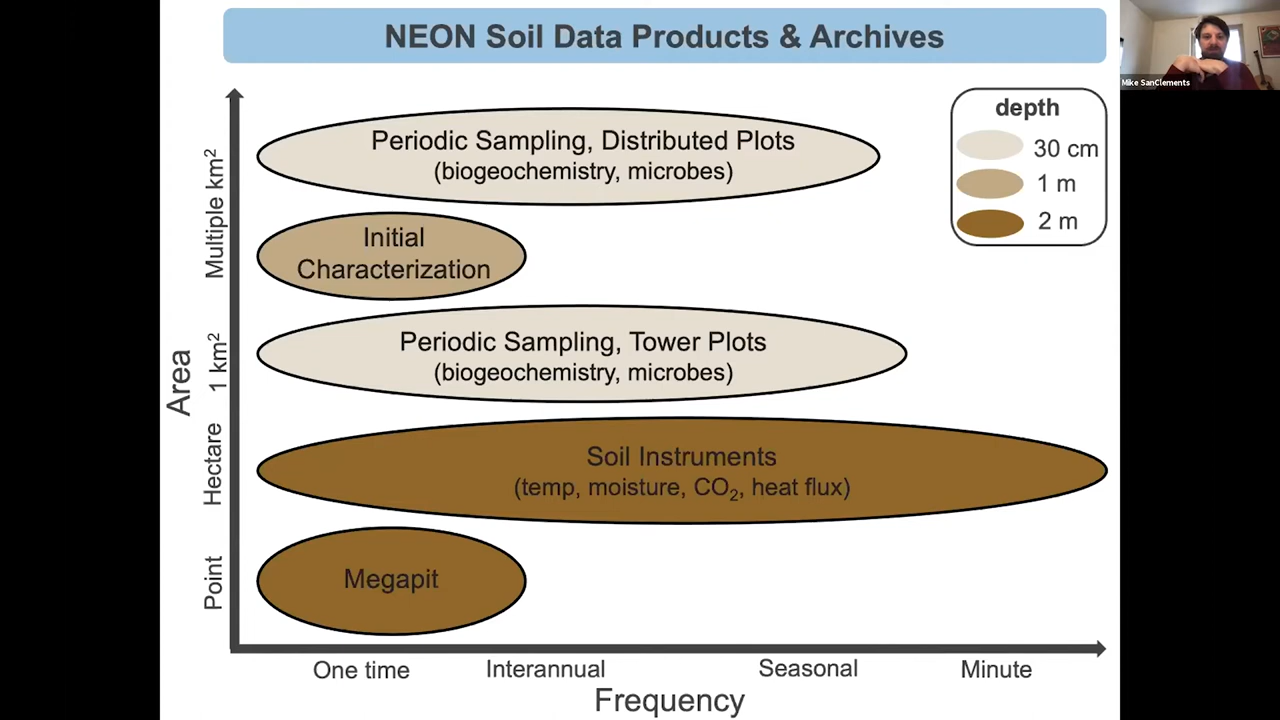 NEON Soil Data Products & Archives
Mike SanClements
depth
30 cm
1 m
2 m
Periodic Sampling, Distributed Plots
(biogeochemistry, microbes)
Initial
Characterization
Periodic Sampling, Tower Plots
(biogeochemistry, microbes)
Soil Instruments
(temp, moisture, CO₂, heat flux)
Megapit
Area
Multiple km²
1 km²
Hectare
Point
One time
Interannual
Seasonal
Minute
Frequency